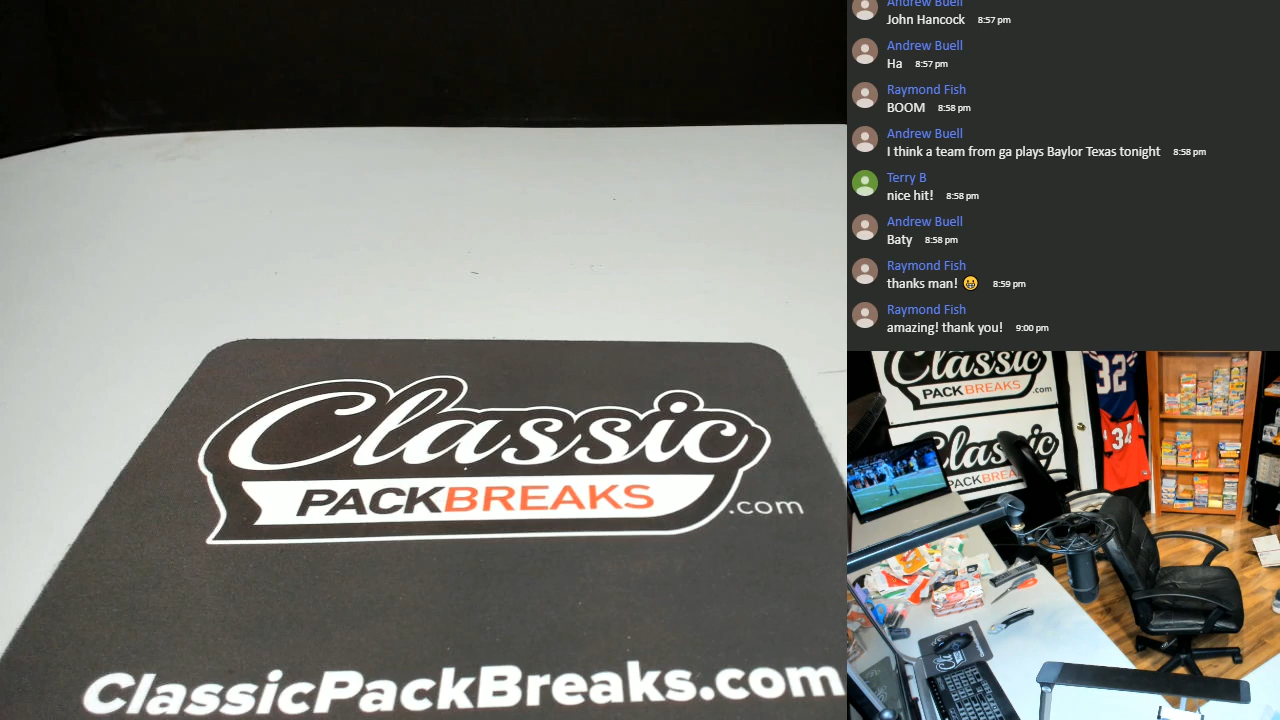 Andrew Buell
John Hancock 8:57 pm
Andrew Buell
Ha 8:57 pm
Raymond Fish
BOOM 8:58 pm
Andrew Buell
I think a team from ga plays Baylor Texas tonight 8:58 pm
Terry B
nice hit! 8:58 pm
Andrew Buell
Baty 8:58 pm
Raymond Fish
thanks man! 😁 8:59 pm
Raymond Fish
amazing! thank you! 9:00 pm
Classic
PACKBREAKS
.com
ClassicPackBreaks.com
Classic
PACKBREAKS
.com
Classic
PACKBREAKS
32
34